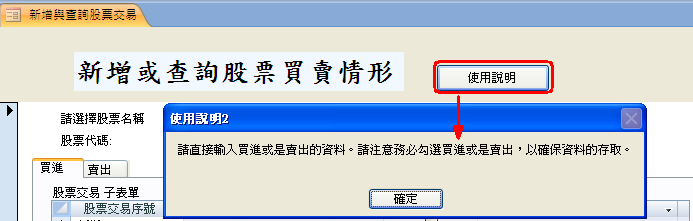 新增與查詢股票交易
新增或查詢股票買賣情形
使用說明
請選擇股票名稱
股票代碼:
使用說明2
請直接輸入買進或是賣出的資料。請注意務必勾選買進或是賣出，以確保資料的存取。
確定
買進 賣出
股票交易 子表單
股票交易序號